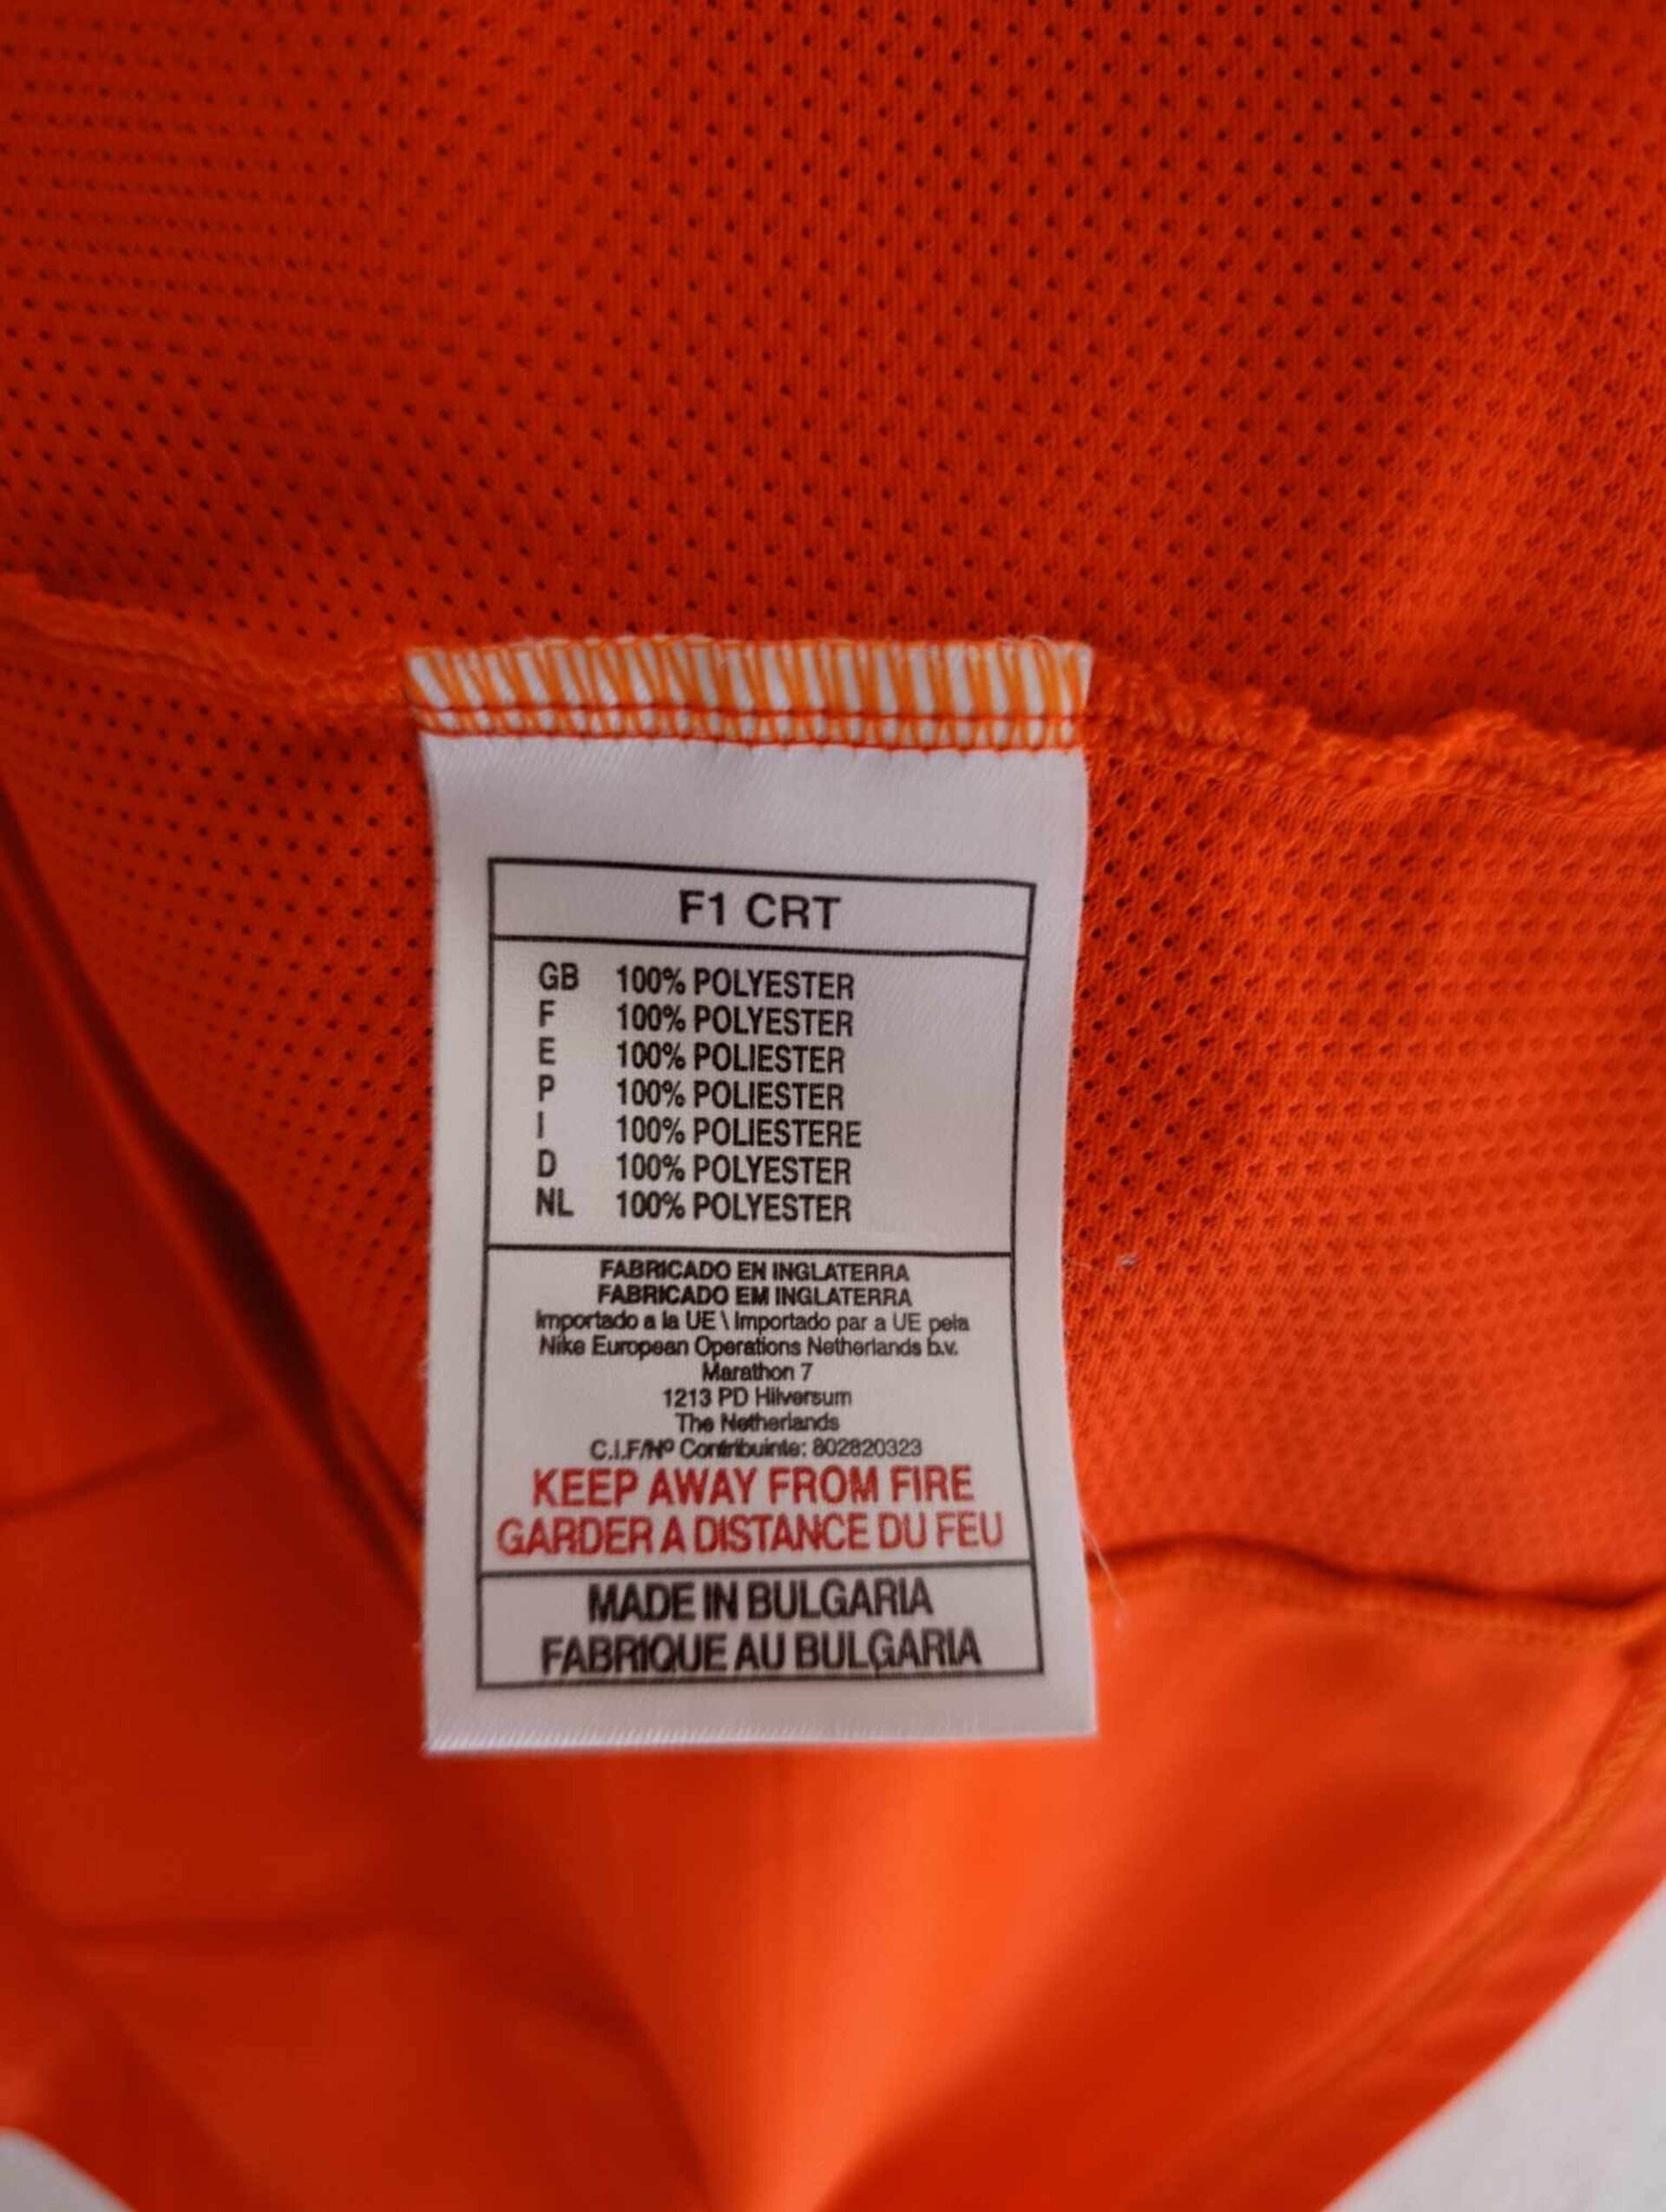 F1 CRT
GB 100% POLYESTER
F 100% POLYESTER
E 100% POLIESTER
P 100% POLIESTER
I 100% POLIESTERE
D 100% POLYESTER
NL 100% POLYESTER
FABRICADO EN INGLATERRA
FABRICADO EM INGLATERRA
Importado a la UE \ Importado par a UE pela
Nike European Operations Netherlands b.v.
Marathon 7
1213 PD Hilversum
The Netherlands
C.I.F/Nº Contribuinte: 802820323
KEEP AWAY FROM FIRE
GARDER A DISTANCE DU FEU
MADE IN BULGARIA
FABRIQUE AU BULGARIA